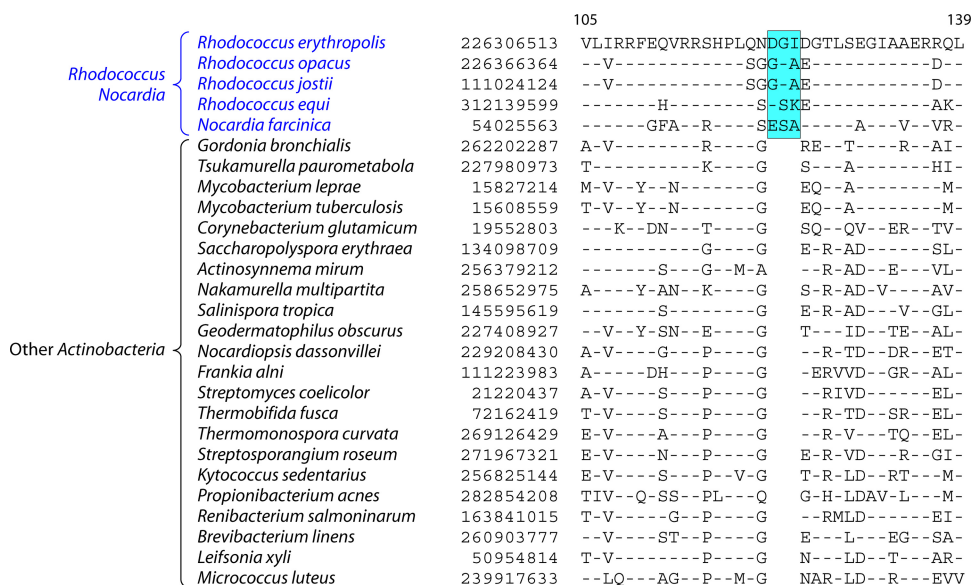 105 139
Rhodococcus erythropolis 226306513 VLIRRFEQVRRSHPLQNDGIDGTLSEGIAAERRQL
Rhodococcus opacus 226366364 --V------------SGG-AE-----------D--
Rhodococcus jostii 111024124 --V------------SGG-AE-----------D--
Rhodococcus equi 312139599 -------H--------S-SKE-----------AK-
Nocardia farcinica 54025563 ------GFA--R----SESA-----A---V--VR-
Rhodococcus
Nocardia
Gordonia bronchialis 262202287 A-V--------R----G   RE--T----R--AI-
Tsukamurella paurometabola 227980973 T----------K----G   S---A-------HI-
Mycobacterium leprae 15827214 M-V--Y--N-------G   EQ--A--------M-
Mycobacterium tuberculosis 15608559 T-V--Y--N-------G   EQ--A--------M-
Corynebacterium glutamicum 19552803 ---K--DN---T----G   SQ--QV--ER--TV-
Saccharopolyspora erythraea 134098709 -----------G----G   E-R-AD------SL-
Actinosynnema mirum 256379212 -------S---G--M-A   --R-AD--E---VL-
Nakamurella multipartita 258652975 A----Y-AN--K----G   S-R-AD-V----AV-
Salinispora tropica 145595619 -------S--------G   E-R-AD---V--GL-
Geodermatophilus obscurus 227408927 --V--Y-SN--E----G   T---ID--TE--AL-
Other Actinobacteria
Nocardiopsis dassonvillei 229208430 A-V----G---P----G   --R-TD--DR--ET-
Frankia alni 111223983 A-----DH---P----G   -ERVVD--GR--AL-
Streptomyces coelicolor 21220437 A-V----S---P----G   --RIVD------EL-
Thermobifida fusca 72162419 T-V----S---P----G   --R-TD--SR--EL-
Thermomonospora curvata 269126429 E-V----A---P----G   --R-V---TQ--EL-
Streptosporangium roseum 271967321 E-V----N---P----G   E-R-VD---R--GI-
Kytococcus sedentarius 256825144 E-V----S---P--V-G   T-R-LD--RT---M-
Propionibacterium acnes 282854208 TIV--Q-SS--PL---Q   G-H-LDAV-L---M-
Renibacterium salmoninarum 163841015 T-V-----G--P----G   --RMLD------EI-
Brevibacterium linens 260903777 T-V----ST--P----G   E---L---EG--SA-
Leifsonia xyli 50954814 T-V--------P----G   N---LD--T---AR-
Micrococcus luteus 239917633 --LQ---AG--P--M-G   NAR-LD---R--EVV